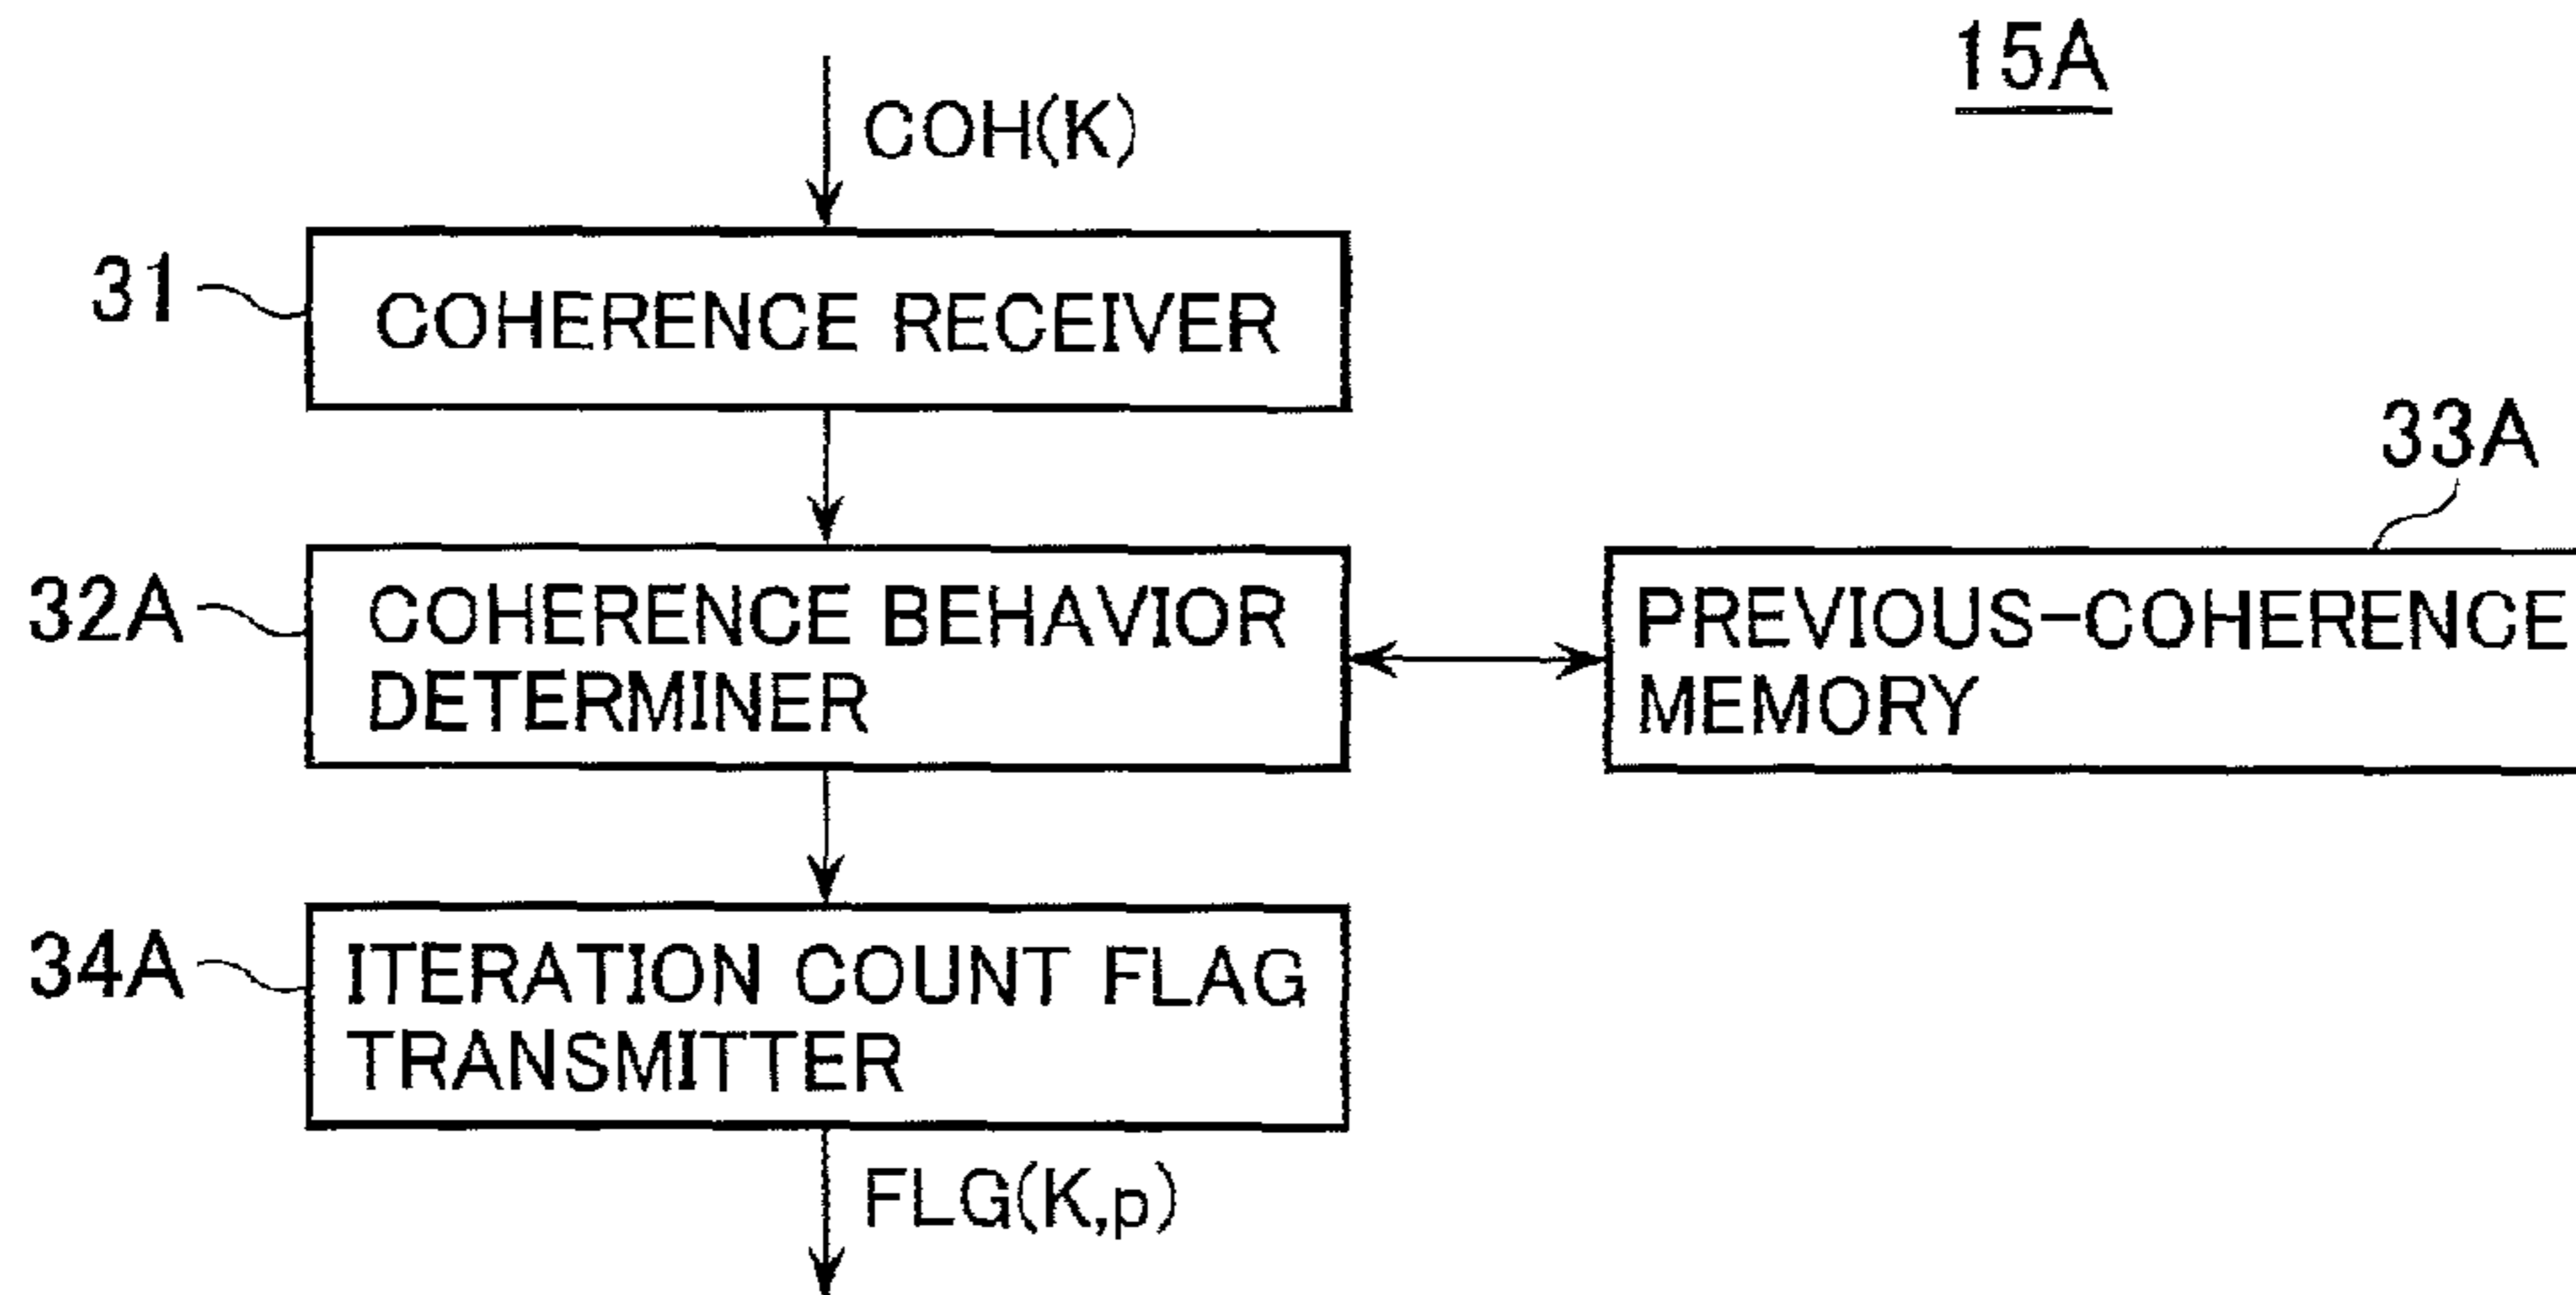 15A
COH(K)
31
COHERENCE RECEIVER
33A
32A
COHERENCE BEHAVIOR
DETERMINER
PREVIOUS-COHERENCE
MEMORY
34A
ITERATION COUNT FLAG
TRANSMITTER
FLG(K,p)